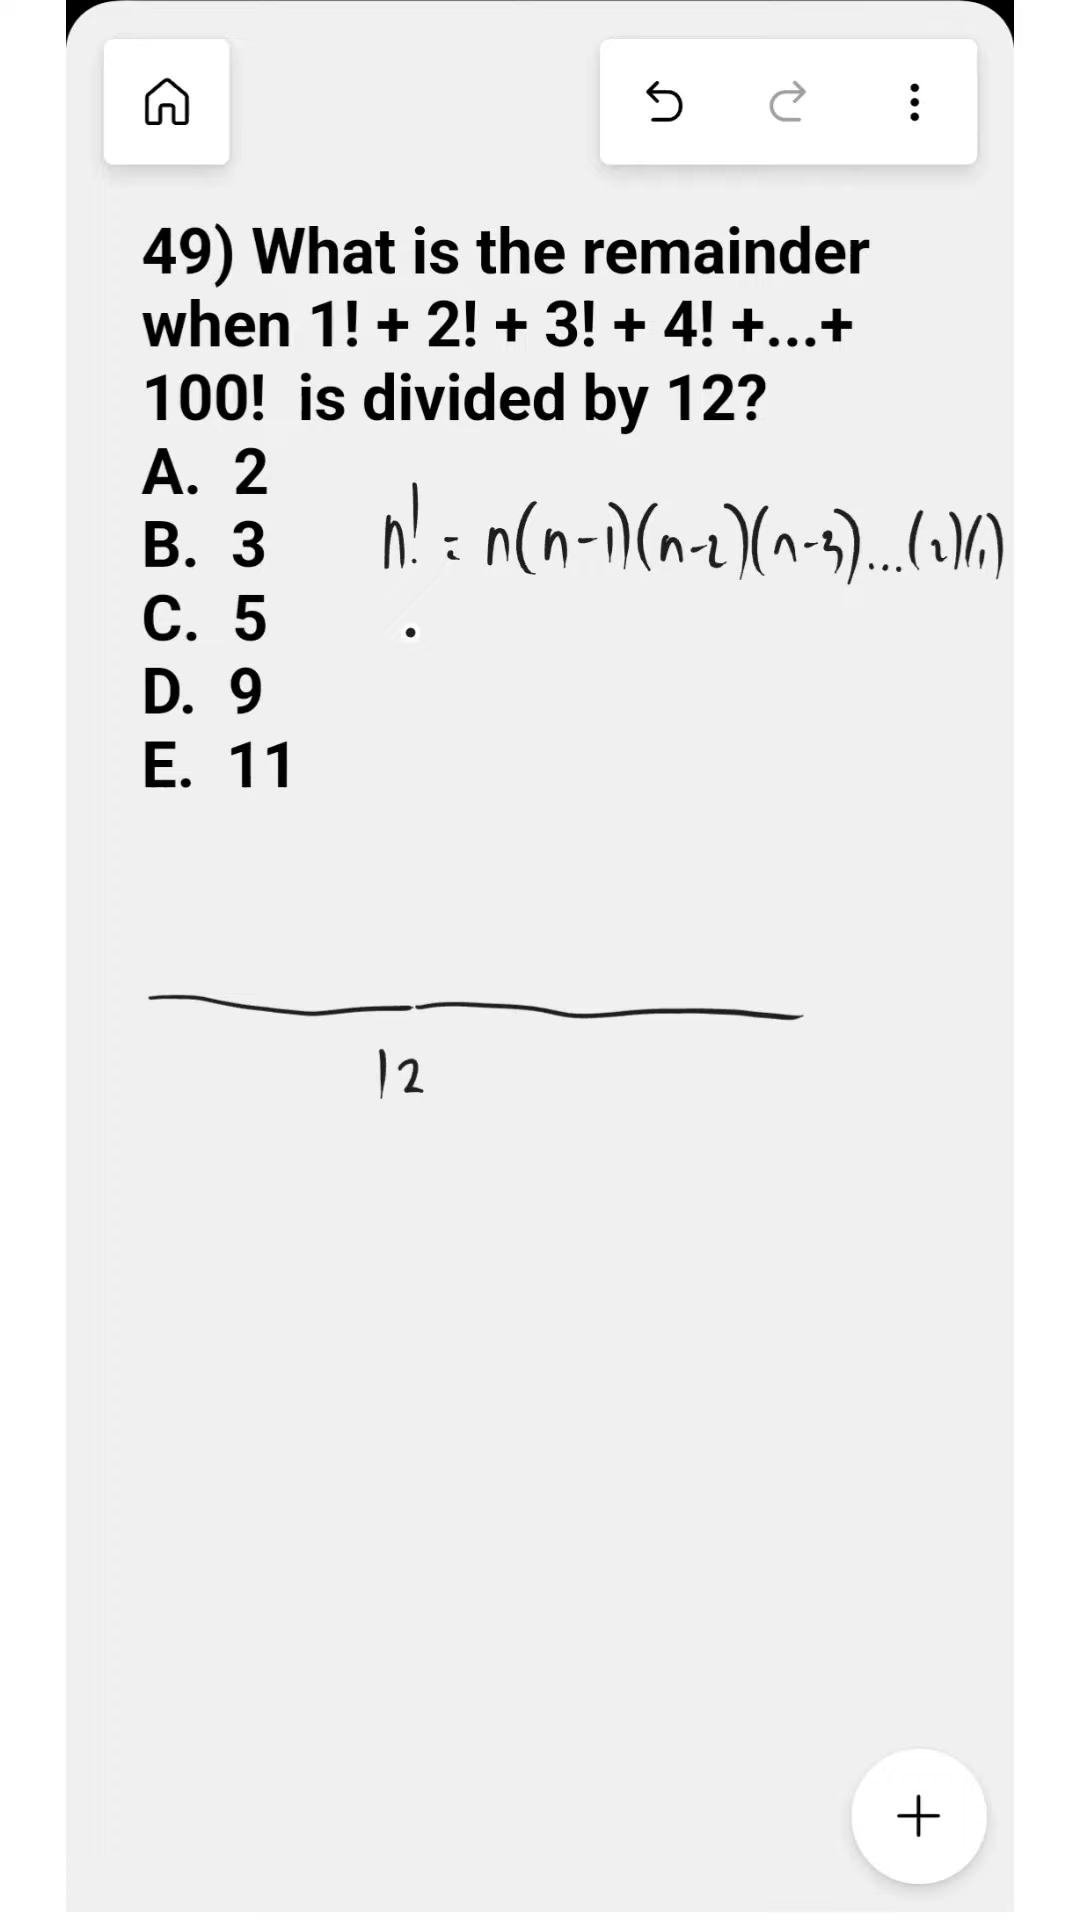 49) What is the remainder
when 1! + 2! + 3! + 4! +...+
100!  is divided by 12?
A.  2
B.  3
C.  5
D.  9
E.  11
n! = n(n-1)(n-2)(n-3)...(2)(1)
12